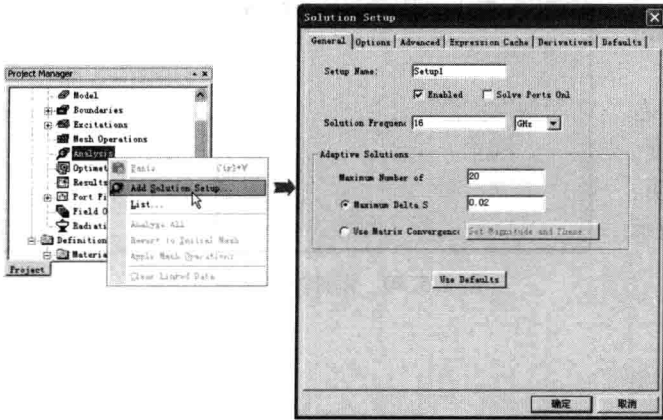 Project Manager
Model
Boundaries
Excitations
Mesh Operations
Analysis
Optimet
Results
Port Fi
Field O
Radiati
Definition
Materia
Project
Paste Ctrl+V
Add Solution Setup...
List...
Analyze All
Revert to Initial Mesh
Apply Mesh Operations
Clear Linked Data
Solution Setup
General Options Advanced Expression Cache Derivatives Defaults
Setup Name: Setup1
Enabled Solve Ports Onl
Solution Frequenc 16 GHz
Adaptive Solutions
Maximum Number of 20
Maximum Delta S 0.02
Use Matrix Convergence Set Magnitude and Phase
Use Defaults
确定 取消